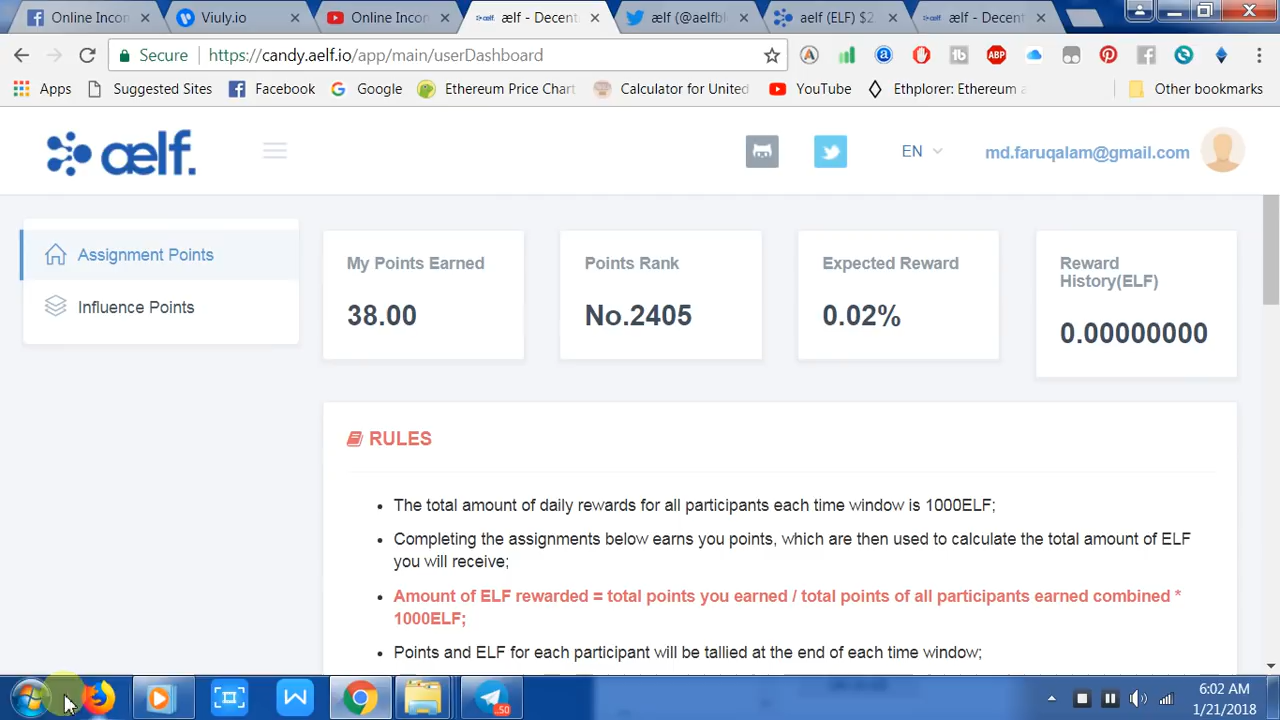 Online Incon
Viuly.io
Online Incon
ælf - Decent
ælf (@aelfbl
aelf (ELF) $2
ælf - Decent
Secure
https://candy.aelf.io/app/main/userDashboard
Apps
Suggested Sites
Facebook
Google
Ethereum Price Chart
Calculator for United
YouTube
Ethplorer: Ethereum a
Other bookmarks
ælf.
EN
md.faruqalam@gmail.com
Assignment Points
Influence Points
My Points Earned
38.00
Points Rank
No.2405
Expected Reward
0.02%
Reward
History(ELF)
0.00000000
RULES
• The total amount of daily rewards for all participants each time window is 1000ELF;
• Completing the assignments below earns you points, which are then used to calculate the total amount of ELF
you will receive;
• Amount of ELF rewarded = total points you earned / total points of all participants earned combined *
1000ELF;
• Points and ELF for each participant will be tallied at the end of each time window;
6:02 AM
1/21/2018